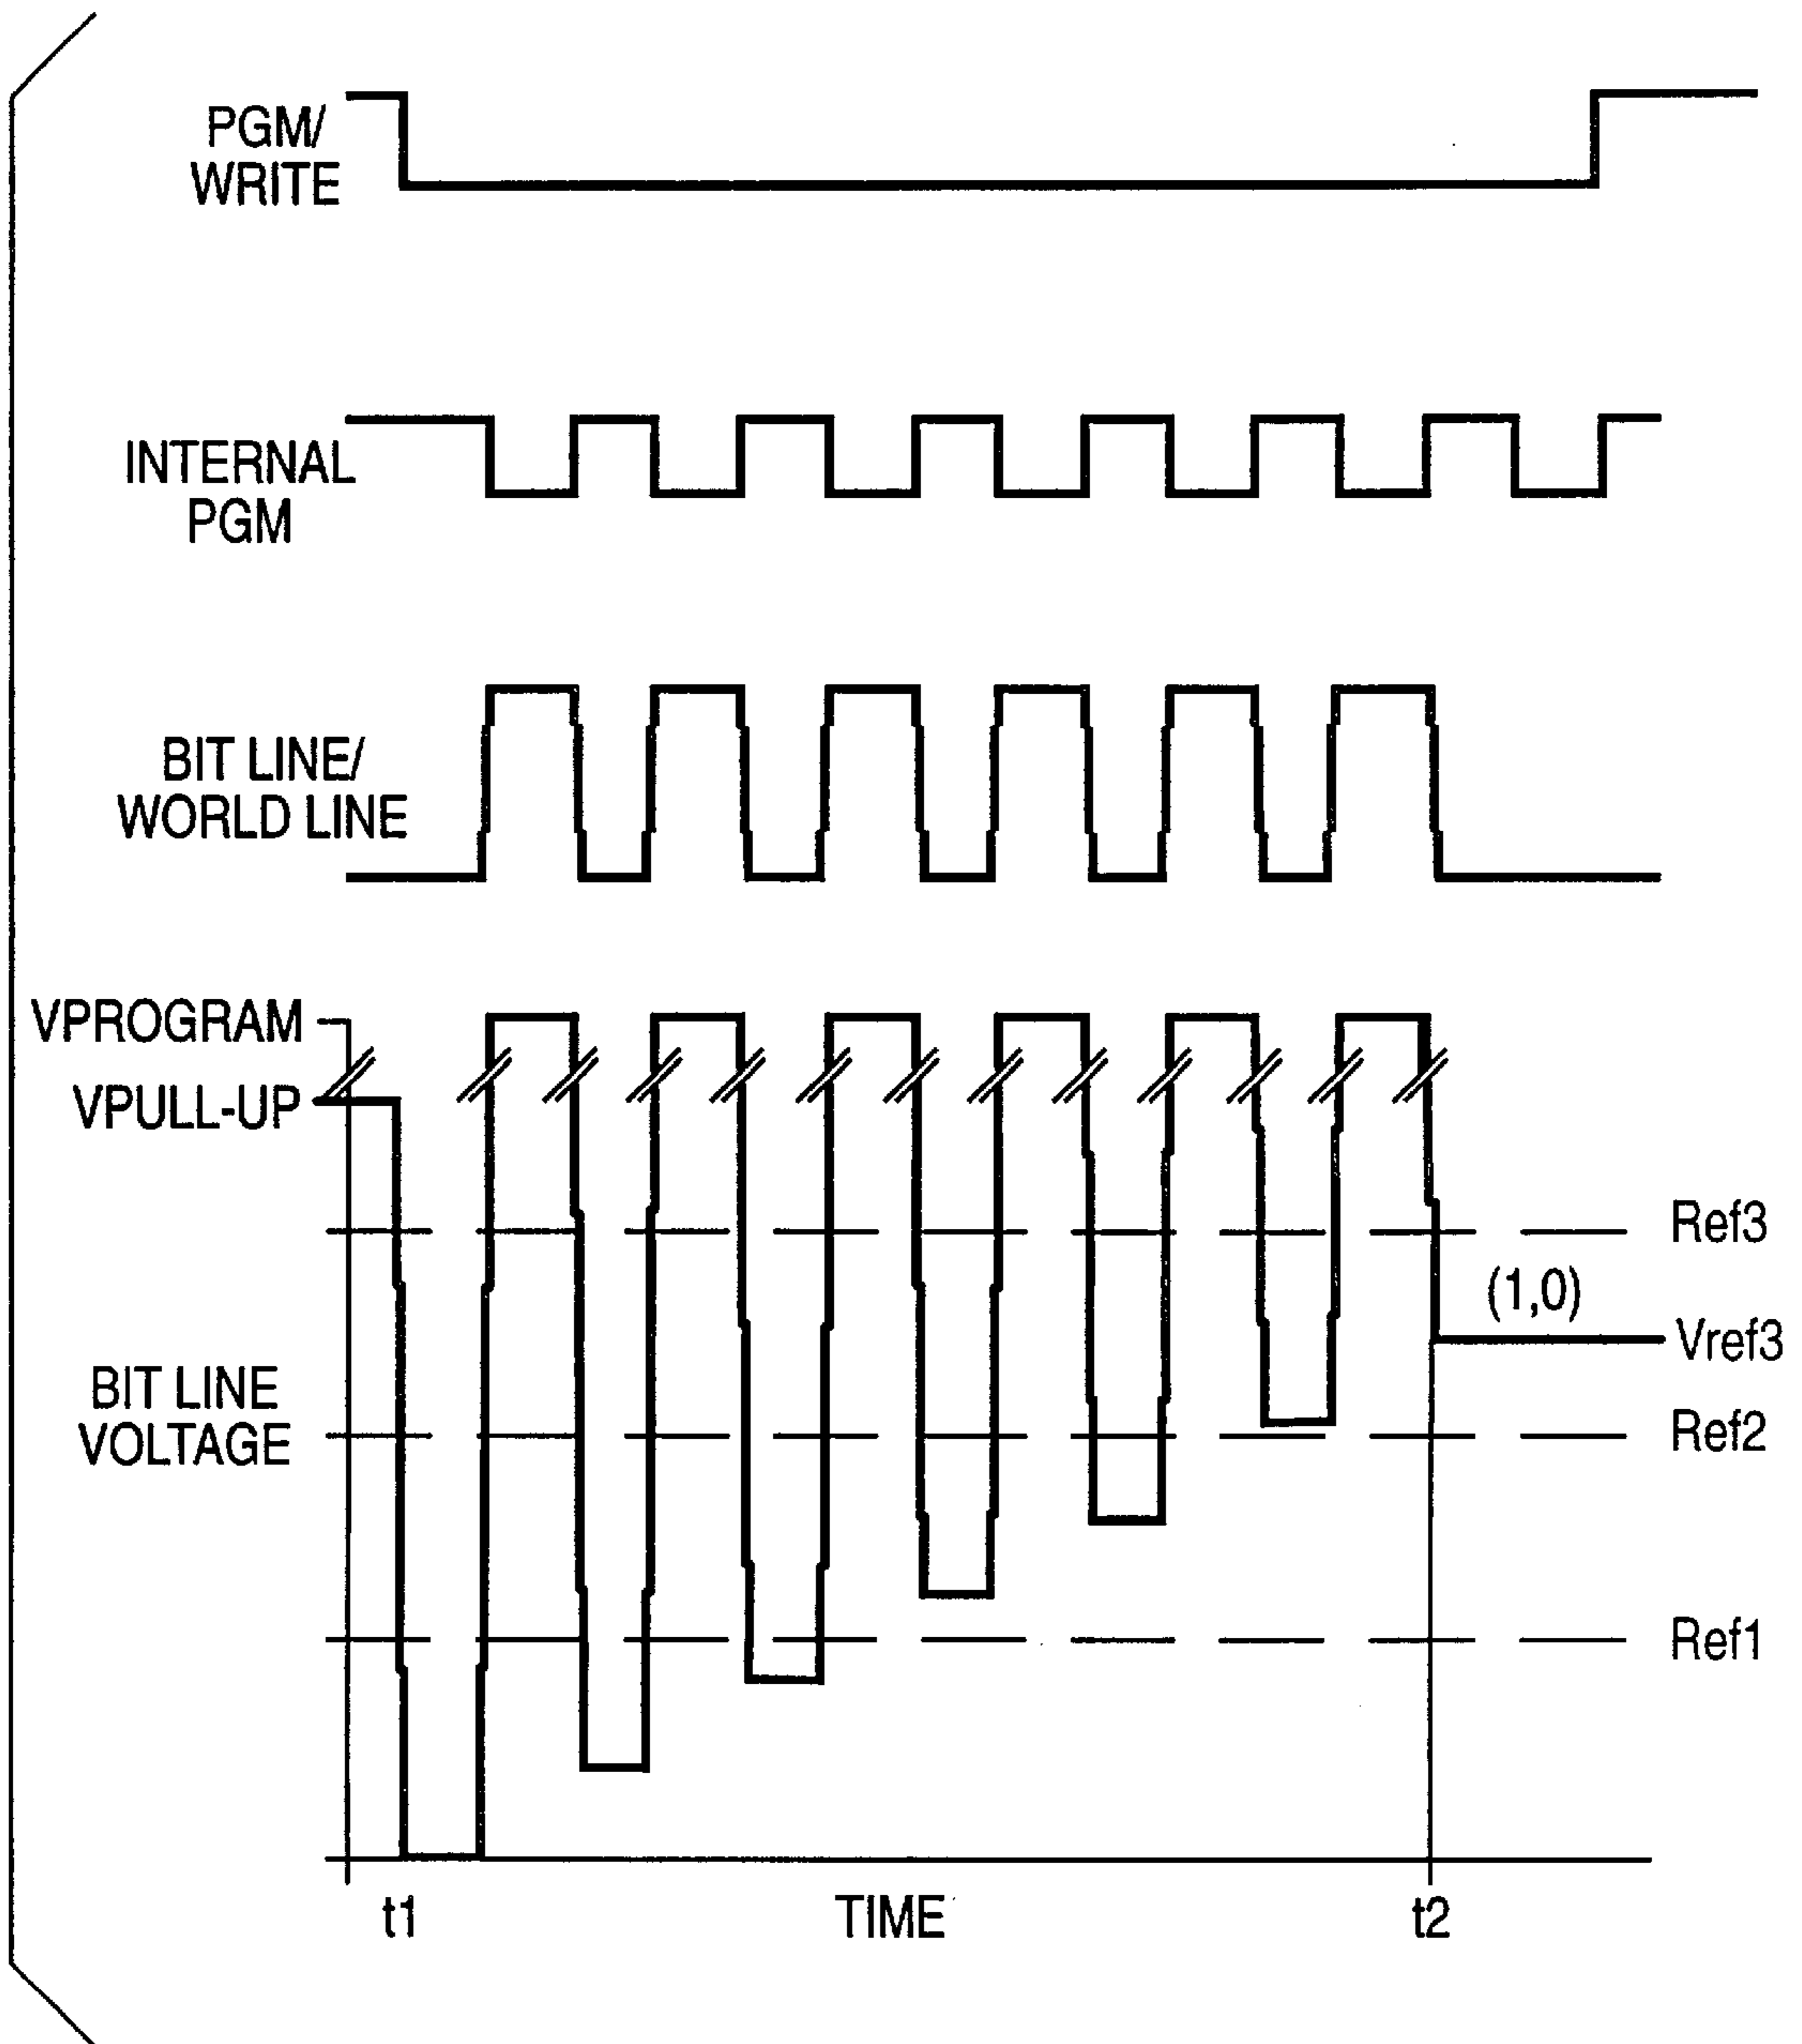 PGM/
WRITE
INTERNAL
PGM
BIT LINE/
WORLD LINE
VPROGRAM
VPULL-UP
Ref3
(1,0)
Vref3
BIT LINE
VOLTAGE
Ref2
Ref1
t1
TIME
t2